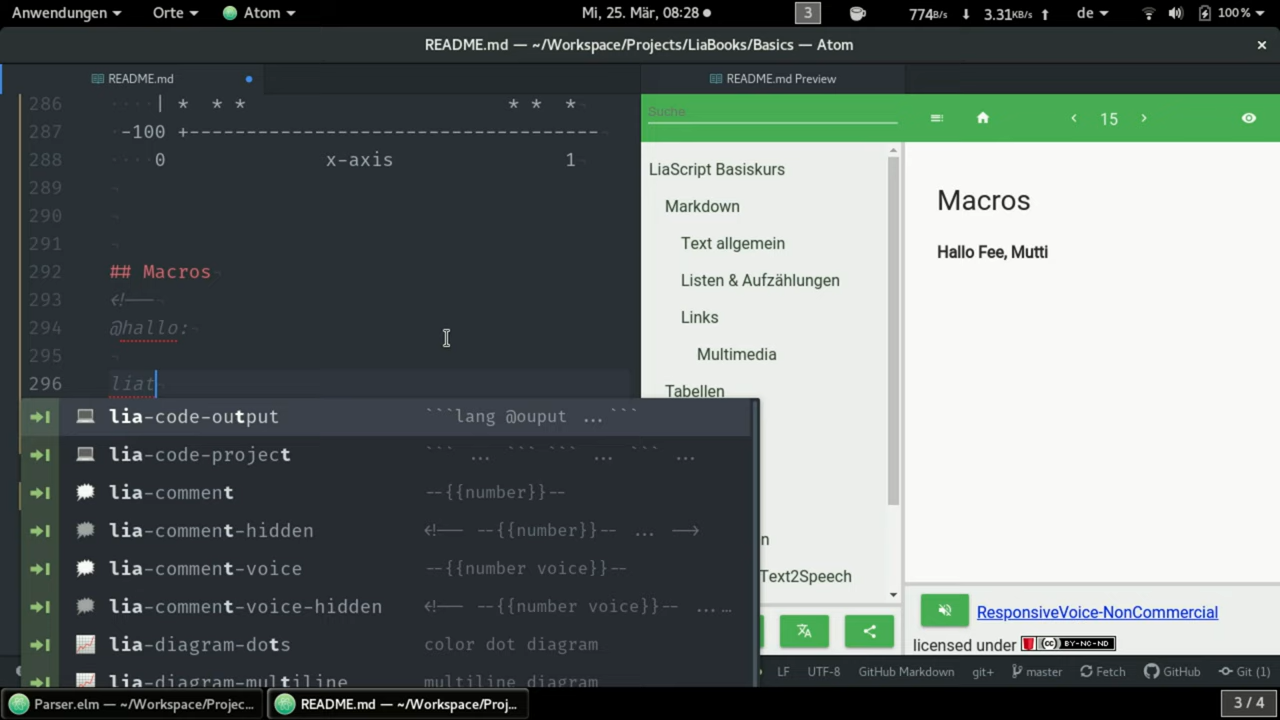 Anwendungen Orte Atom Mi, 25. Mär, 08:28 3 774B/s ↓ 3.31KB/s ↑ de 100 %
README.md — ~/Workspace/Projects/LiaBooks/Basics — Atom ×
README.md README.md Preview
286 | * * * * * *
287 -100 +------------------------------------
288 0 x-axis 1
289
290
291
292 ## Macros
293 <!--
294 @hallo:
295
296 liat
lia-code-output ```lang @ouput ... ```
lia-code-project ``` ... ``` ``` ... ``` ...
lia-comment --{{number}}--
lia-comment-hidden <!-- --{{number}}-- ... -->
lia-comment-voice --{{number voice}}--
lia-comment-voice-hidden <!-- --{{number voice}}-- ... …
lia-diagram-dots color dot diagram
lia-diagram-multiline multiline diagram
Suche
15
LiaScript Basiskurs
Markdown
Text allgemein
Listen & Aufzählungen
Links
Multimedia
Tabellen
n
Text2Speech
Macros
Hallo Fee, Mutti
ResponsiveVoice-NonCommercial
licensed under CC BY-NC-ND
LF UTF-8 GitHub Markdown git+ master Fetch GitHub Git (1)
Parser.elm — ~/Workspace/Projec… README.md — ~/Workspace/Proj… 3 / 4